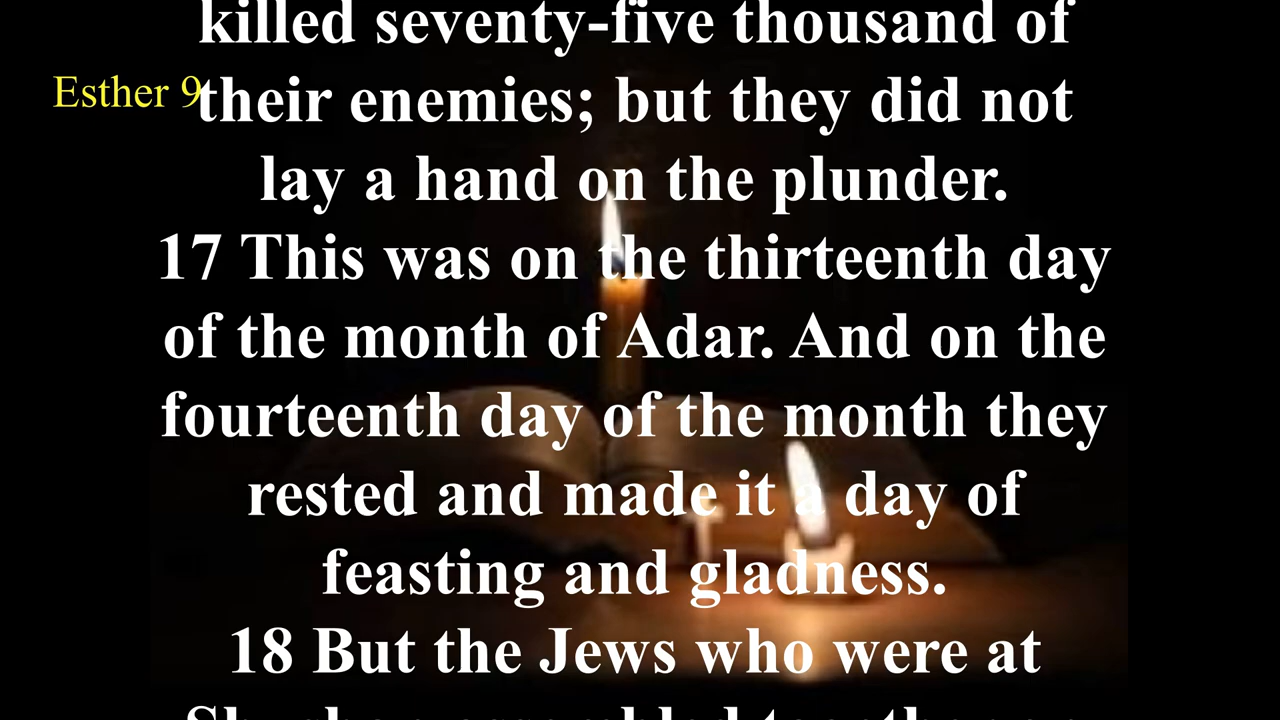 killed seventy-five thousand of
Esther 9
their enemies; but they did not
lay a hand on the plunder.
17 This was on the thirteenth day
of the month of Adar. And on the
fourteenth day of the month they
rested and made it a day of
feasting and gladness.
18 But the Jews who were at